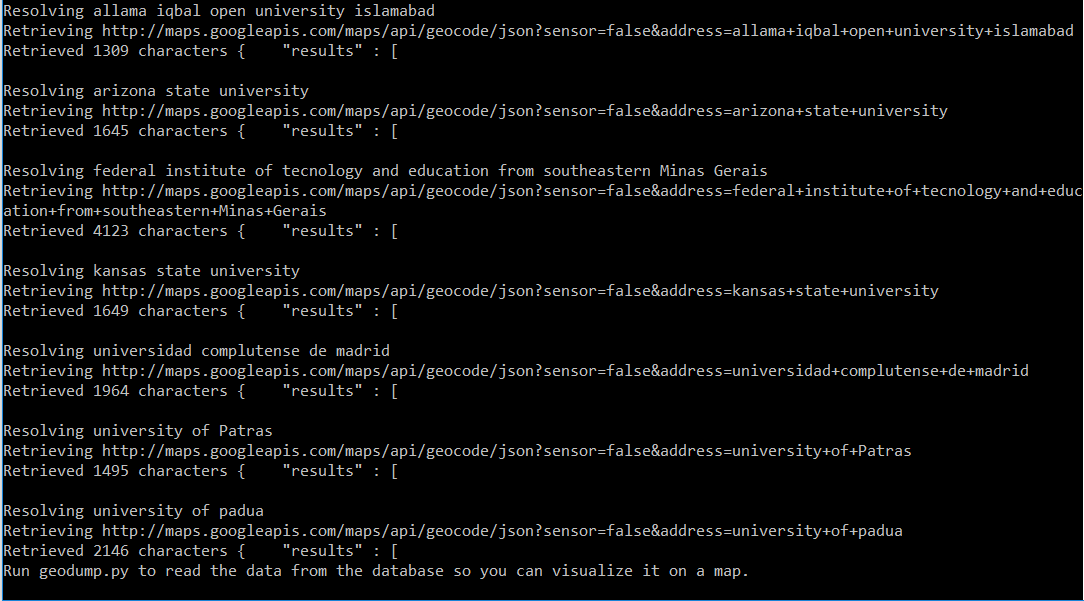 Resolving allama iqbal open university islamabad
Retrieving http://maps.googleapis.com/maps/api/geocode/json?sensor=false&address=allama+iqbal+open+university+islamabad
Retrieved 1309 characters {    "results" : [
Resolving arizona state university
Retrieving http://maps.googleapis.com/maps/api/geocode/json?sensor=false&address=arizona+state+university
Retrieved 1645 characters {    "results" : [
Resolving federal institute of tecnology and education from southeastern Minas Gerais
Retrieving http://maps.googleapis.com/maps/api/geocode/json?sensor=false&address=federal+institute+of+tecnology+and+educ
ation+from+southeastern+Minas+Gerais
Retrieved 4123 characters {    "results" : [
Resolving kansas state university
Retrieving http://maps.googleapis.com/maps/api/geocode/json?sensor=false&address=kansas+state+university
Retrieved 1649 characters {    "results" : [
Resolving universidad complutense de madrid
Retrieving http://maps.googleapis.com/maps/api/geocode/json?sensor=false&address=universidad+complutense+de+madrid
Retrieved 1964 characters {    "results" : [
Resolving university of Patras
Retrieving http://maps.googleapis.com/maps/api/geocode/json?sensor=false&address=university+of+Patras
Retrieved 1495 characters {    "results" : [
Resolving university of padua
Retrieving http://maps.googleapis.com/maps/api/geocode/json?sensor=false&address=university+of+padua
Retrieved 2146 characters {    "results" : [
Run geodump.py to read the data from the database so you can visualize it on a map.